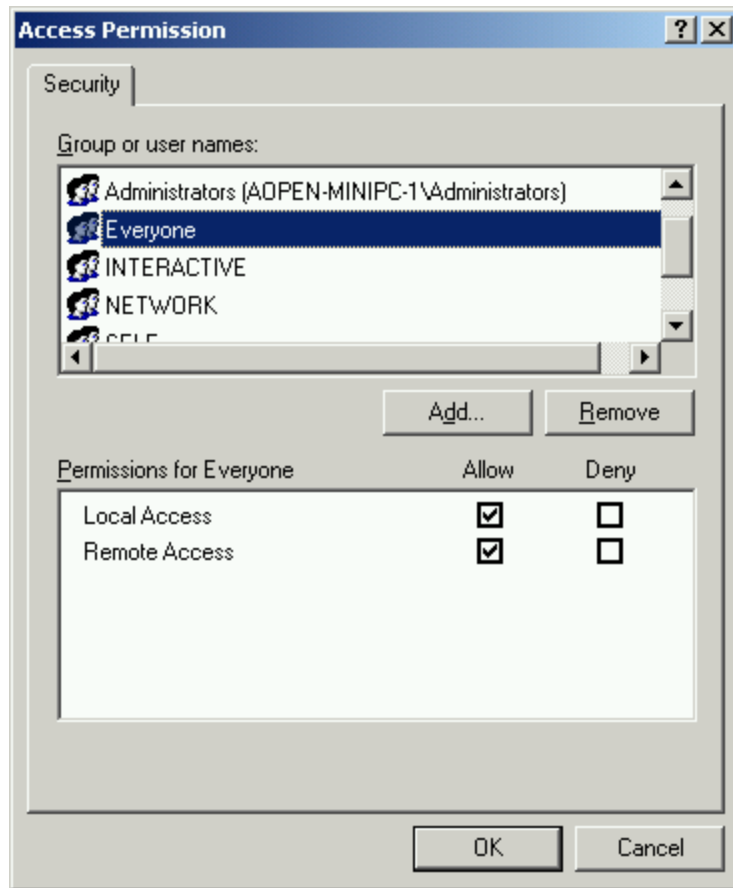 Access Permission
Security
Group or user names:
Administrators (AOPEN-MINIPC-1\Administrators)
Everyone
INTERACTIVE
NETWORK
SELF
Add... Remove
Permissions for Everyone Allow Deny
Local Access
Remote Access
OK Cancel